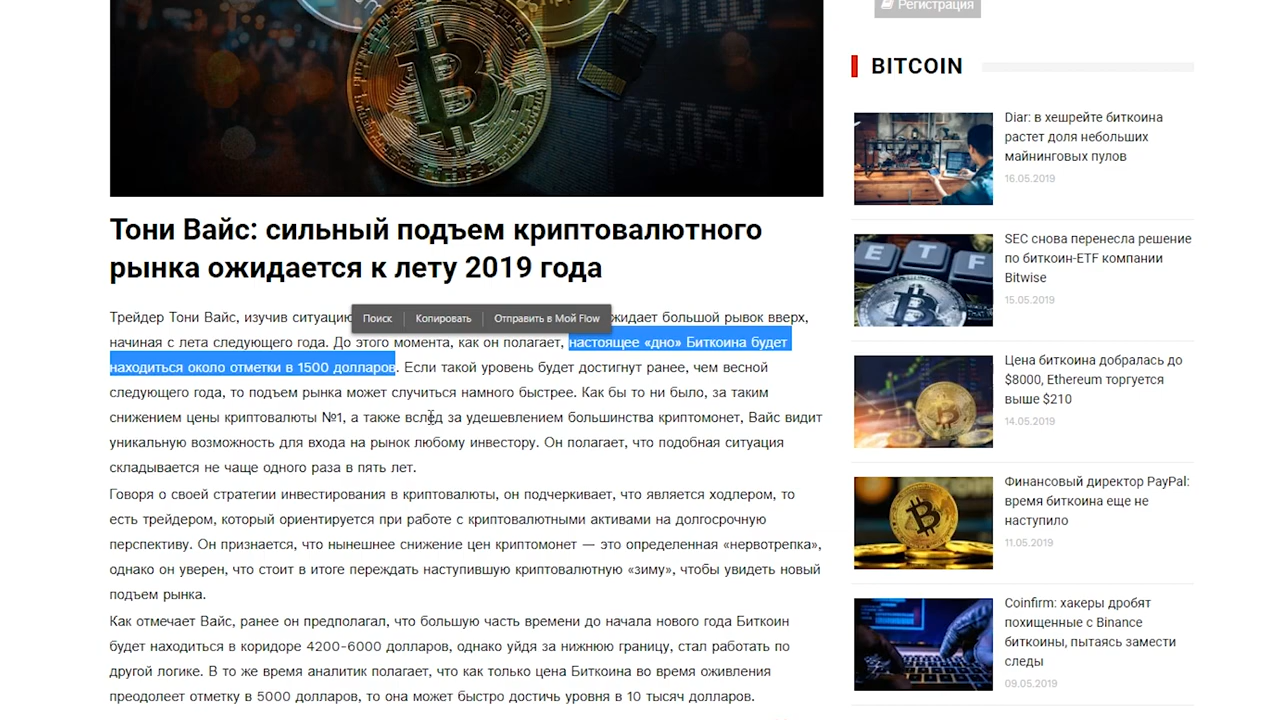 Регистрация
23,050
Тони Вайс: сильный подъем криптовалютного
рынка ожидается к лету 2019 года
Трейдер Тони Вайс, изучив ситуацию
жидает большой рывок вверх,
Поиск
Копировать
Отправить в Мой Flow
начиная с лета следующего года. До этого момента, как он полагает, настоящее «дно» Биткоина будет
находиться около отметки в 1500 долларов. Если такой уровень будет достигнут ранее, чем весной
следующего года, то подъем рынка может случиться намного быстрее. Как бы то ни было, за таким
снижением цены криптовалюты №1, а также вслед за удешевлением большинства криптомонет, Вайс видит
уникальную возможность для входа на рынок любому инвестору. Он полагает, что подобная ситуация
складывается не чаще одного раза в пять лет.
Говоря о своей стратегии инвестирования в криптовалюты, он подчеркивает, что является ходлером, то
есть трейдером, который ориентируется при работе с криптовалютными активами на долгосрочную
перспективу. Он признается, что нынешнее снижение цен криптомонет — это определенная «нервотрепка»,
однако он уверен, что стоит в итоге переждать наступившую криптовалютную «зиму», чтобы увидеть новый
подъем рынка.
Как отмечает Вайс, ранее он предполагал, что большую часть времени до начала нового года Биткоин
будет находиться в коридоре 4200-6000 долларов, однако уйдя за нижнюю границу, стал работать по
другой логике. В то же время аналитик полагает, что как только цена Биткоина во время оживления
преодолеет отметку в 5000 долларов, то она может быстро достичь уровня в 10 тысяч долларов.
BITCOIN
Diar: в хешрейте биткоина
растет доля небольших
майнинговых пулов
16.05.2019
E T F
SEC снова перенесла решение
по биткоин-ETF компании
Bitwise
15.05.2019
Цена биткоина добралась до
$8000, Ethereum торгуется
выше $210
14.05.2019
Финансовый директор PayPal:
время биткоина еще не
наступило
11.05.2019
Coinfirm: хакеры дробят
похищенные с Binance
биткоины, пытаясь замести
следы
09.05.2019